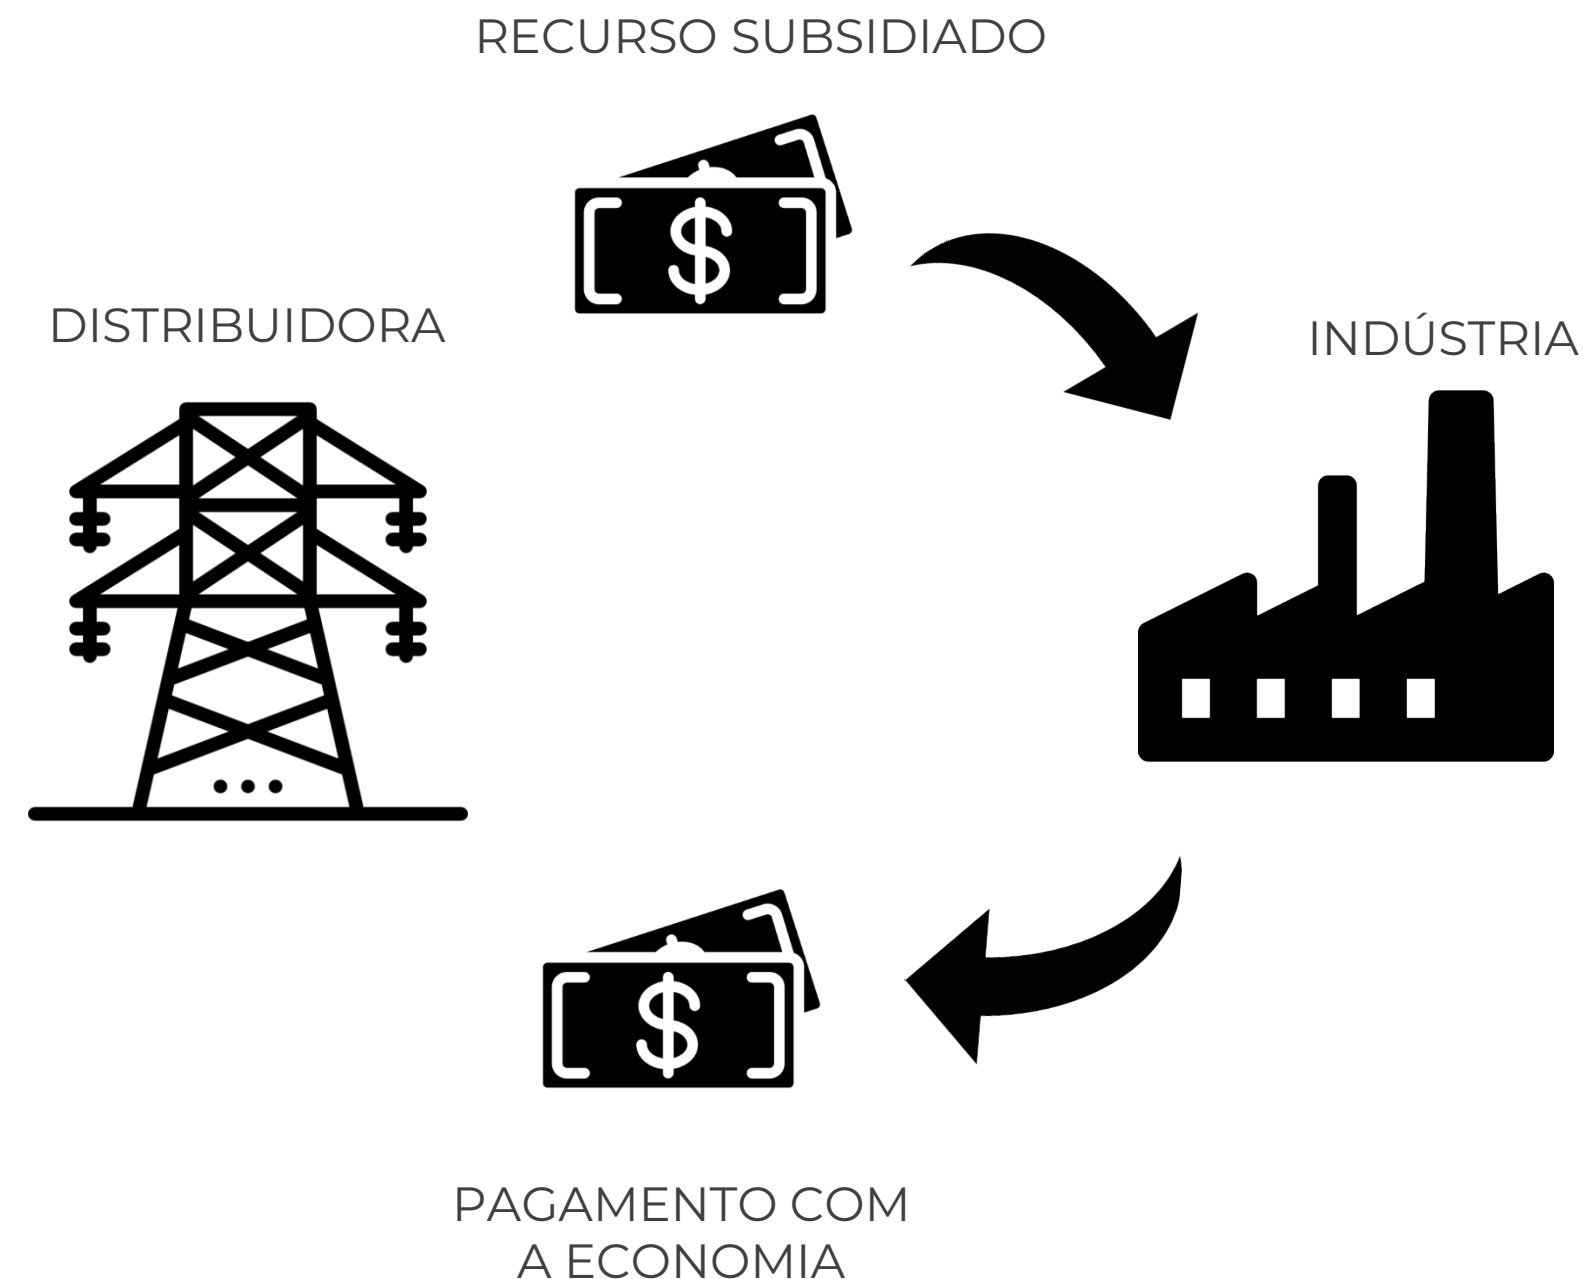 RECURSO SUBSIDIADO
DISTRIBUIDORA
INDÚSTRIA
PAGAMENTO COM
A ECONOMIA